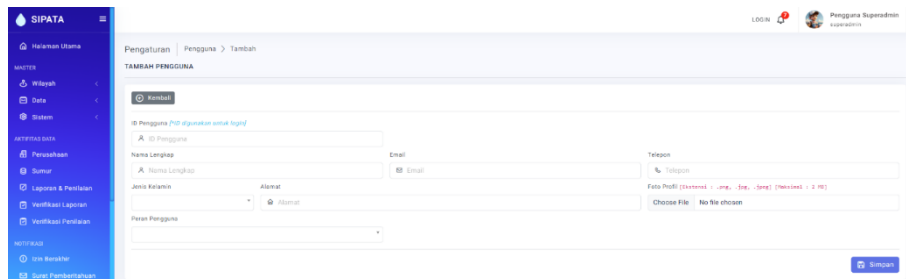 SIPATA
LOGIN
Pengguna Superadmin
superadmin
Halaman Utama
Pengaturan Pengguna > Tambah
TAMBAH PENGGUNA
MASTER
Wilayah
Data
Sistem
AKTIFITAS DATA
Perusahaan
Sumur
Laporan & Penilaian
Verifikasi Laporan
Verifikasi Penilaian
NOTIFIKASI
Izin Berakhir
Surat Pemberitahuan
Kembali
ID Pengguna [*ID digunakan untuk login]
ID Pengguna
Nama Lengkap Email Telepon
Nama Lengkap Email Telepon
Jenis Kelamin Alamat Foto Profil [Ekstensi : .png, .jpg, .jpeg] [Maksimal : 2 MB]
Alamat Choose File No file chosen
Peran Pengguna
Simpan